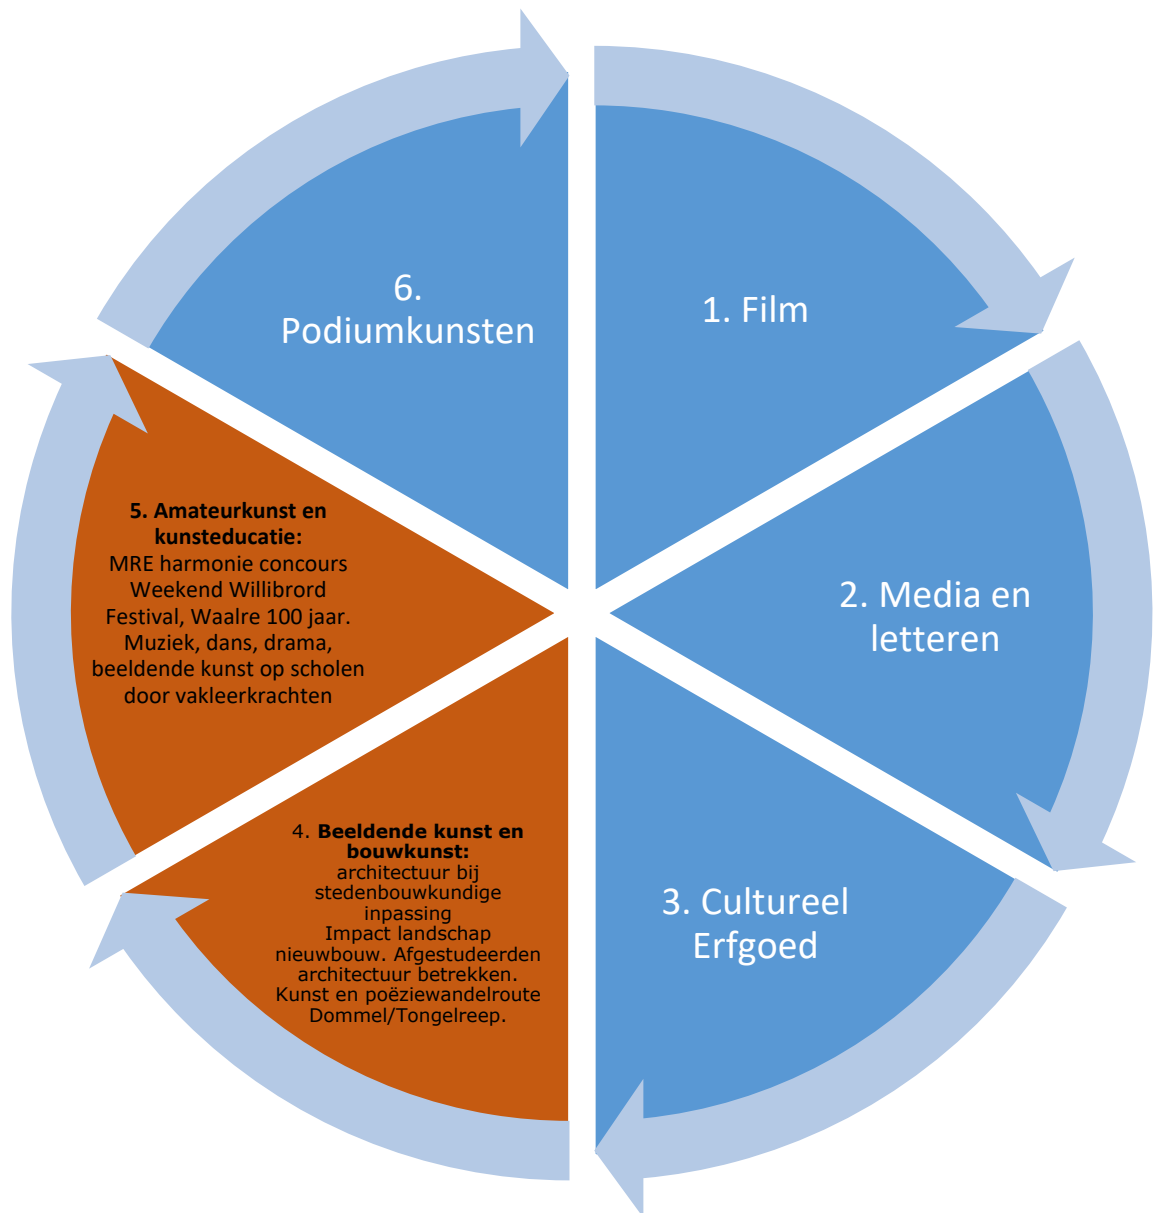 1. Film
2. Media en
letteren
3. Cultureel
Erfgoed
4. Beeldende kunst en
bouwkunst:
architectuur bij
stedenbouwkundige
inpassing
Impact landschap
nieuwbouw. Afgestudeerden
architectuur betrekken.
Kunst en poëziewandelroute
Dommel/Tongelreep.
5. Amateurkunst en
kunsteducatie:
MRE harmonie concours
Weekend Willibrord
Festival, Waalre 100 jaar.
Muziek, dans, drama,
beeldende kunst op scholen
door vakleerkrachten
6.
Podiumkunsten